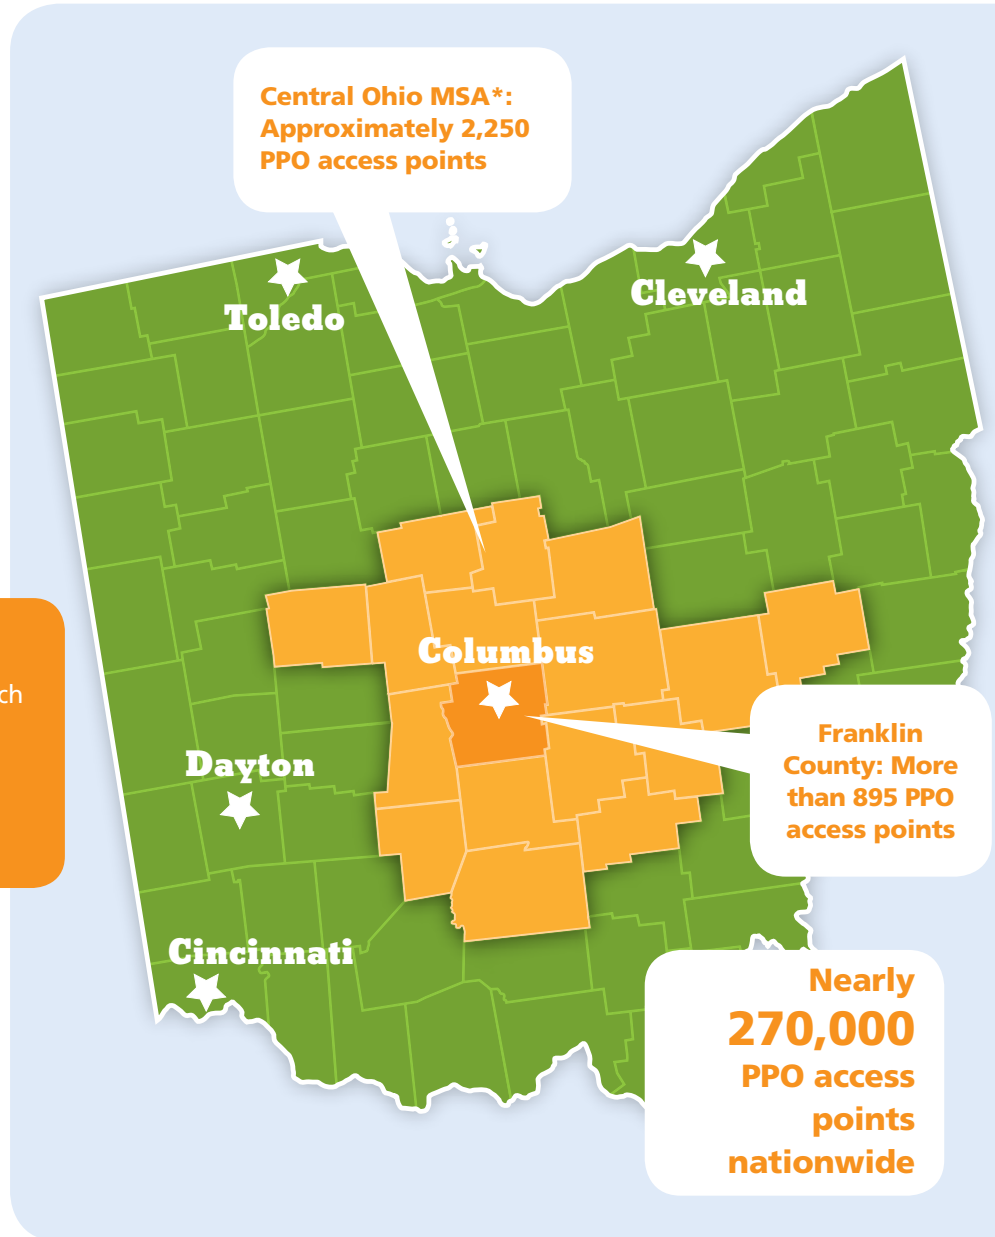 Central Ohio MSA*:
Approximately 2,250
PPO access points
Toledo
Cleveland
Columbus
ch
Franklin
County: More
than 895 PPO
access points
Dayton
Cincinnati
Nearly
270,000
PPO access
points
nationwide